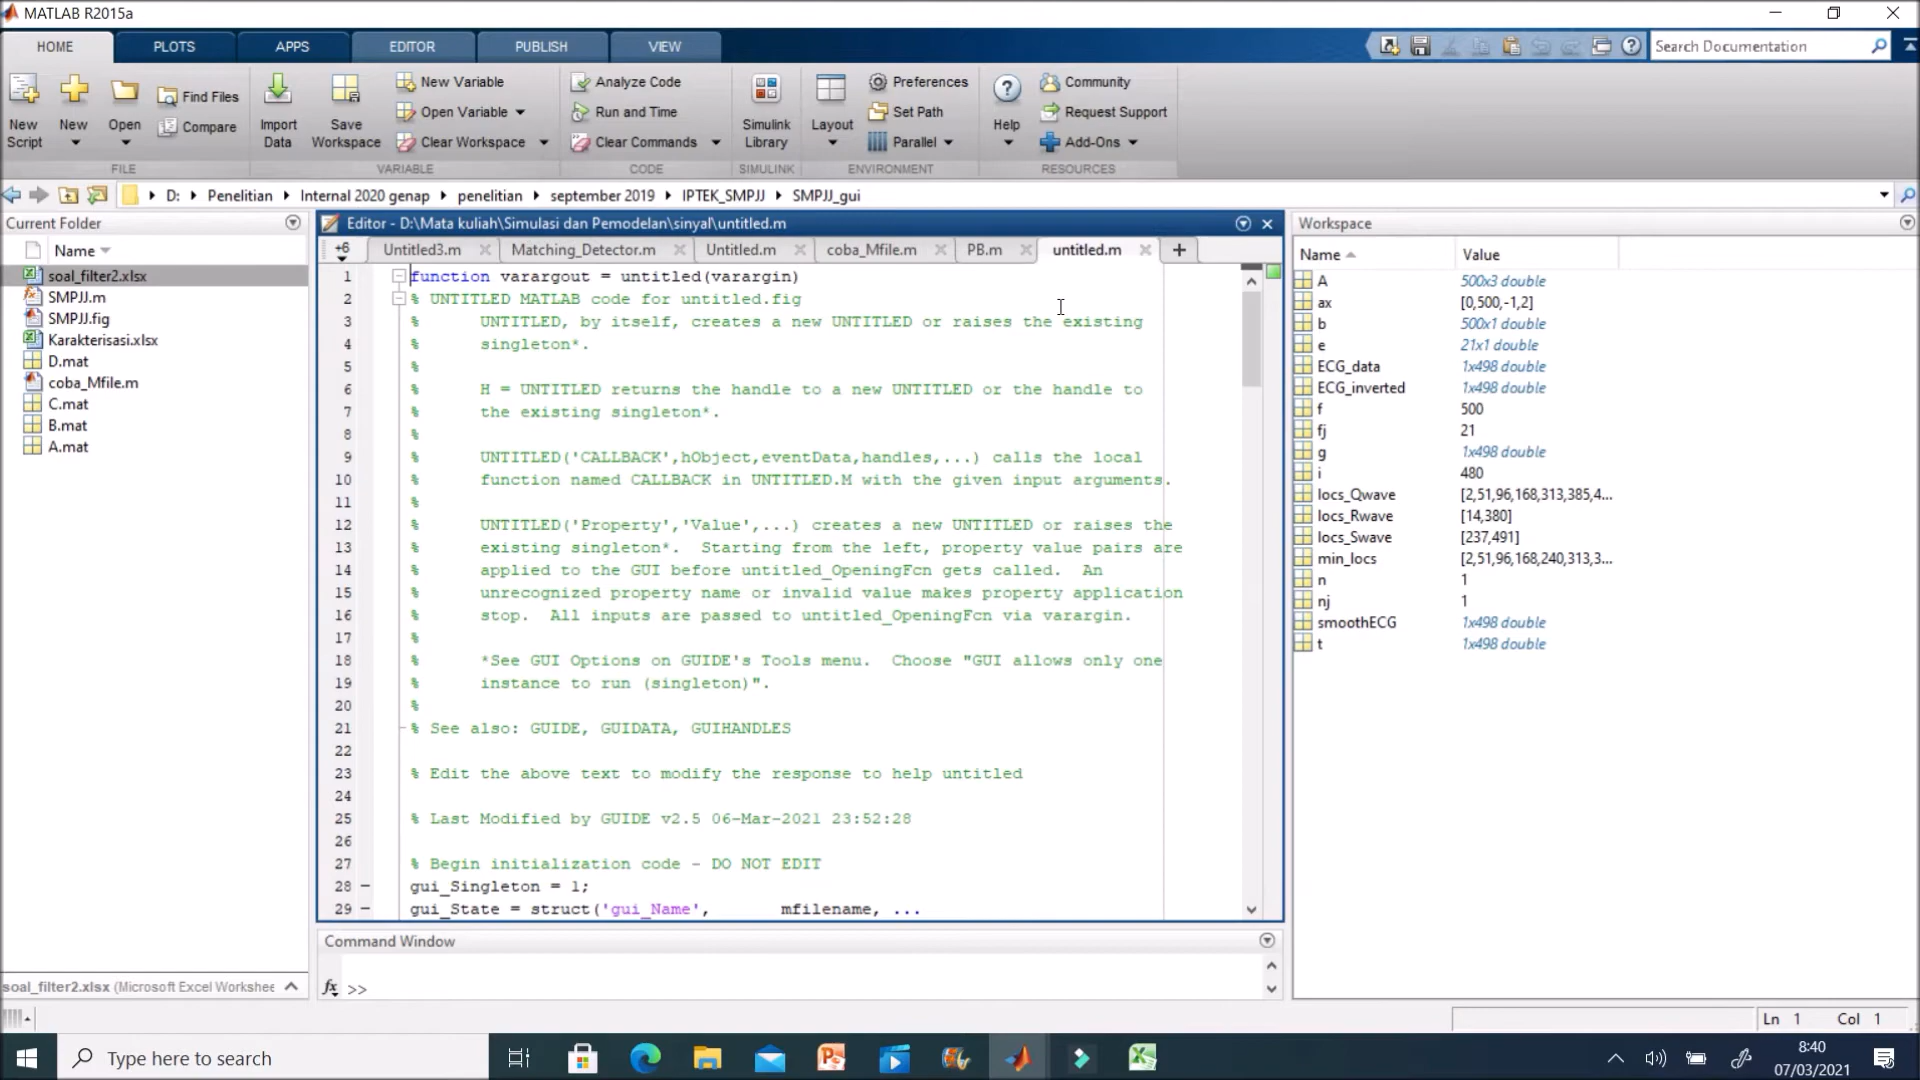 MATLAB R2015a
HOME
PLOTS
APPS
EDITOR
PUBLISH
VIEW
Search Documentation
New Script
New
Open
Find Files
Compare
FILE
Import Data
Save Workspace
New Variable
Open Variable
Clear Workspace
VARIABLE
Analyze Code
Run and Time
Clear Commands
CODE
Simulink Library
SIMULINK
Layout
Preferences
Set Path
Parallel
ENVIRONMENT
Help
Community
Request Support
Add-Ons
RESOURCES
D: Penelitian Internal 2020 genap penelitian september 2019 IPTEK_SMPJJ SMPJJ_gui
Current Folder
Name
soal_filter2.xlsx
SMPJJ.m
SMPJJ.fig
Karakterisasi.xlsx
D.mat
coba_Mfile.m
C.mat
B.mat
A.mat
soal_filter2.xlsx (Microsoft Excel Workshee
Editor - D:\Mata kuliah\Simulasi dan Pemodelan\sinyal\untitled.m
+6 Untitled3.m Matching_Detector.m Untitled.m coba_Mfile.m PB.m untitled.m +
1 function varargout = untitled(varargin)
2 % UNTITLED MATLAB code for untitled.fig
3 % UNTITLED, by itself, creates a new UNTITLED or raises the existing
4 % singleton*.
5 %
6 % H = UNTITLED returns the handle to a new UNTITLED or the handle to
7 % the existing singleton*.
8 %
9 % UNTITLED('CALLBACK',hObject,eventData,handles,...) calls the local
10 % function named CALLBACK in UNTITLED.M with the given input arguments.
11 %
12 % UNTITLED('Property','Value',...) creates a new UNTITLED or raises the
13 % existing singleton*. Starting from the left, property value pairs are
14 % applied to the GUI before untitled_OpeningFcn gets called. An
15 % unrecognized property name or invalid value makes property application
16 % stop. All inputs are passed to untitled_OpeningFcn via varargin.
17 %
18 % *See GUI Options on GUIDE's Tools menu. Choose "GUI allows only one
19 % instance to run (singleton)".
20 %
21 % See also: GUIDE, GUIDATA, GUIHANDLES
22
23 % Edit the above text to modify the response to help untitled
24
25 % Last Modified by GUIDE v2.5 06-Mar-2021 23:52:28
26
27 % Begin initialization code - DO NOT EDIT
28 - gui_Singleton = 1;
29 - gui_State = struct('gui_Name', mfilename, ...
Command Window
fx >>
Workspace
Name Value
A 500x3 double
ax [0,500,-1,2]
b 500x1 double
e 21x1 double
ECG_data 1x498 double
ECG_inverted 1x498 double
f 500
fj 21
g 1x498 double
i 480
locs_Qwave [2,51,96,168,313,385,4...
locs_Rwave [14,380]
locs_Swave [237,491]
min_locs [2,51,96,168,240,313,3...
n 1
nj 1
smoothECG 1x498 double
t 1x498 double
Ln 1 Col 1
Type here to search
8:40
07/03/2021